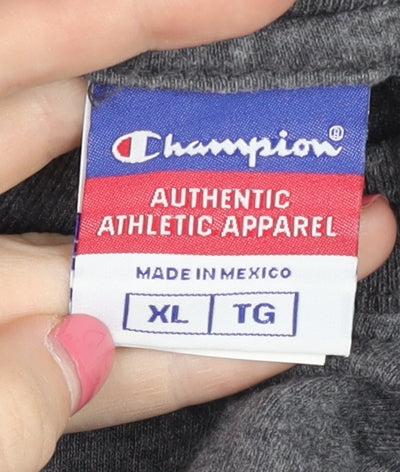 Champion®
AUTHENTIC
ATHLETIC APPAREL
MADE IN MEXICO
XL TG